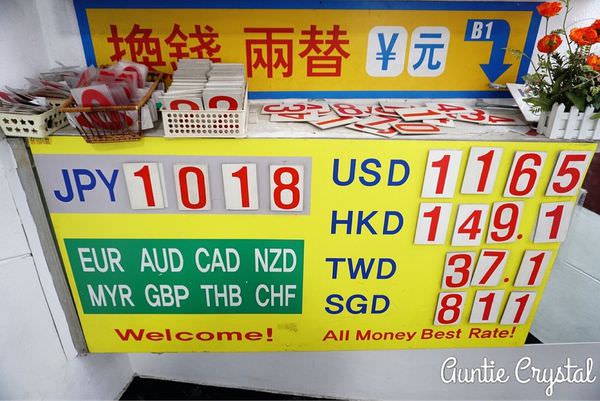 換錢 兩替 ¥ 元 B1
JPY 1018
EUR AUD CAD NZD
MYR GBP THB CHF
Welcome!
USD 1165
HKD 149.1
TWD 37.1
SGD 811
All Money Best Rate!
Auntie Crystal